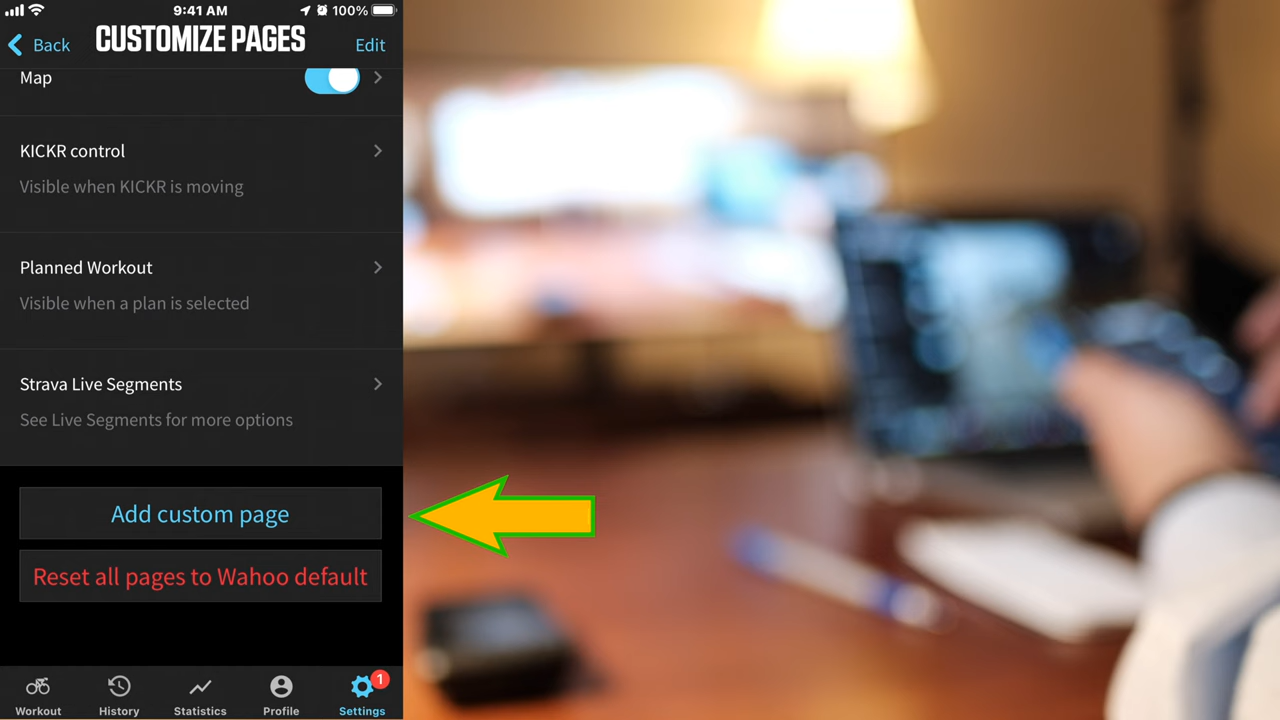 9:41 AM
100%
Back
CUSTOMIZE PAGES
Edit
Map
KICKR control
Visible when KICKR is moving
Planned Workout
Visible when a plan is selected
Strava Live Segments
See Live Segments for more options
Add custom page
Reset all pages to Wahoo default
1
Workout
History
Statistics
Profile
Settings